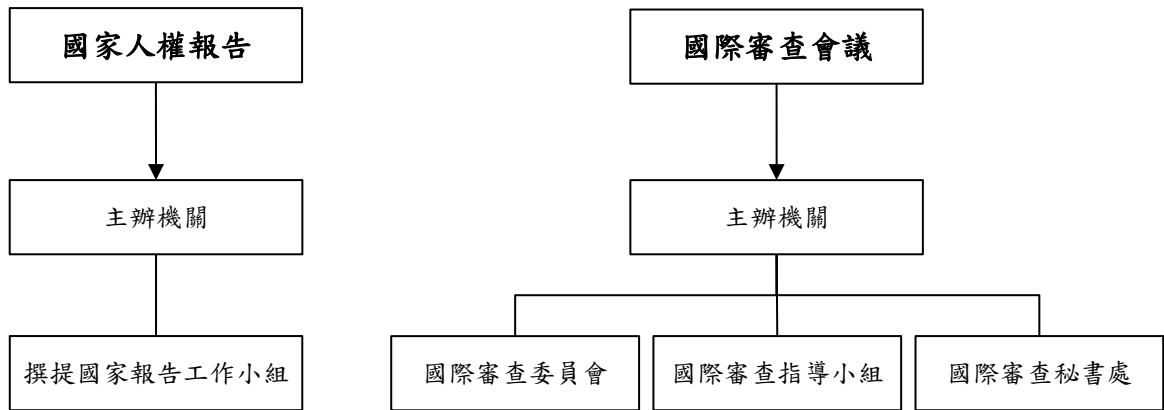 國家人權報告
國際審查會議
主辦機關
主辦機關
撰提國家報告工作小組
國際審查委員會
國際審查指導小組
國際審查秘書處